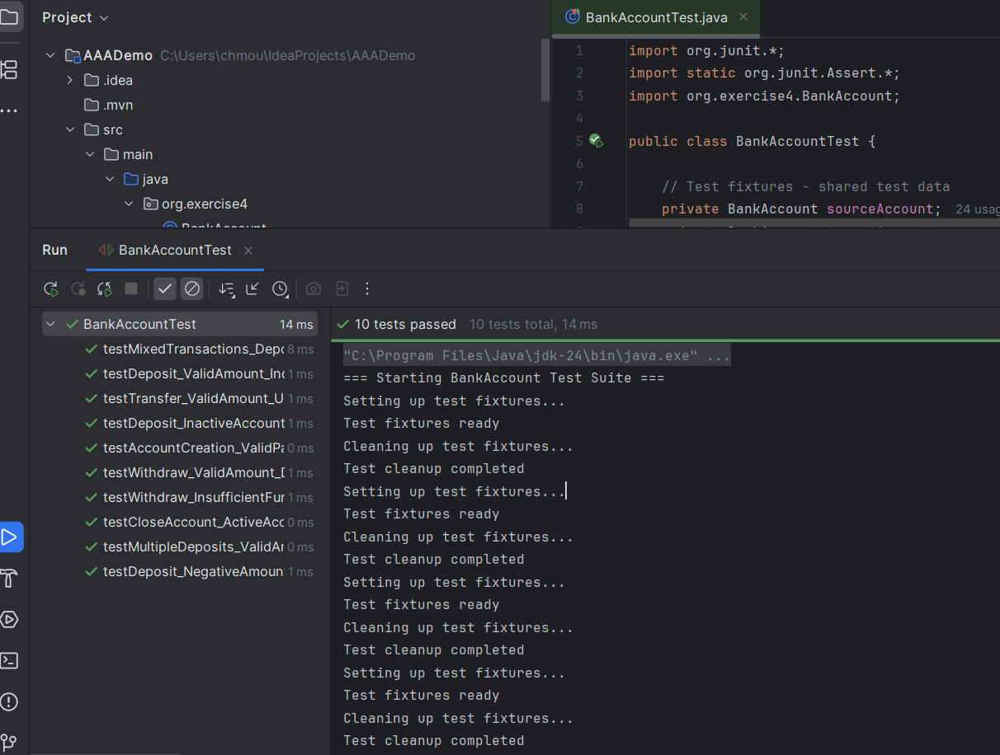 Project
BankAccountTest.java
AAADemo C:\Users\chmou\IdeaProjects\AAADemo
.idea
.mvn
src
main
java
org.exercise4
BankAccount
1 import org.junit.*;
2 import static org.junit.Assert.*;
3 import org.exercise4.BankAccount;
4
5 public class BankAccountTest {
6
7 // Test fixtures - shared test data
8 private BankAccount sourceAccount; 24 usag
Run BankAccountTest
BankAccountTest 14 ms
testMixedTransactions_Depo 8 ms
testDeposit_ValidAmount_Inc 1 ms
testTransfer_ValidAmount_U 1 ms
testDeposit_InactiveAccount 1 ms
testAccountCreation_ValidPa 0 ms
testWithdraw_ValidAmount_D 1 ms
testWithdraw_InsufficientFun 1 ms
testCloseAccount_ActiveAcc 0 ms
testMultipleDeposits_ValidAm 0 ms
testDeposit_NegativeAmoun 1 ms
10 tests passed 10 tests total, 14 ms
"C:\Program Files\Java\jdk-24\bin\java.exe" ...
=== Starting BankAccount Test Suite ===
Setting up test fixtures...
Test fixtures ready
Cleaning up test fixtures...
Test cleanup completed
Setting up test fixtures...
Test fixtures ready
Cleaning up test fixtures...
Test cleanup completed
Setting up test fixtures...
Test fixtures ready
Cleaning up test fixtures...
Test cleanup completed
Setting up test fixtures...
Test fixtures ready
Cleaning up test fixtures...
Test cleanup completed